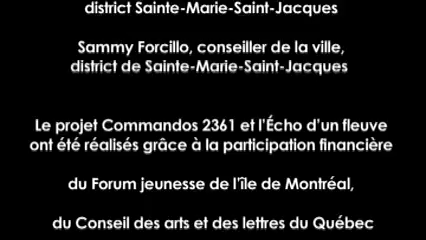 district Sainte-Marie-Saint-Jacques
Sammy Forcillo, conseiller de la ville,
district de Sainte-Marie-Saint-Jacques
Le projet Commandos 2361 et l'Écho d'un fleuve
ont été réalisés grâce à la participation financière
du Forum jeunesse de l'île de Montréal,
du Conseil des arts et des lettres du Québec